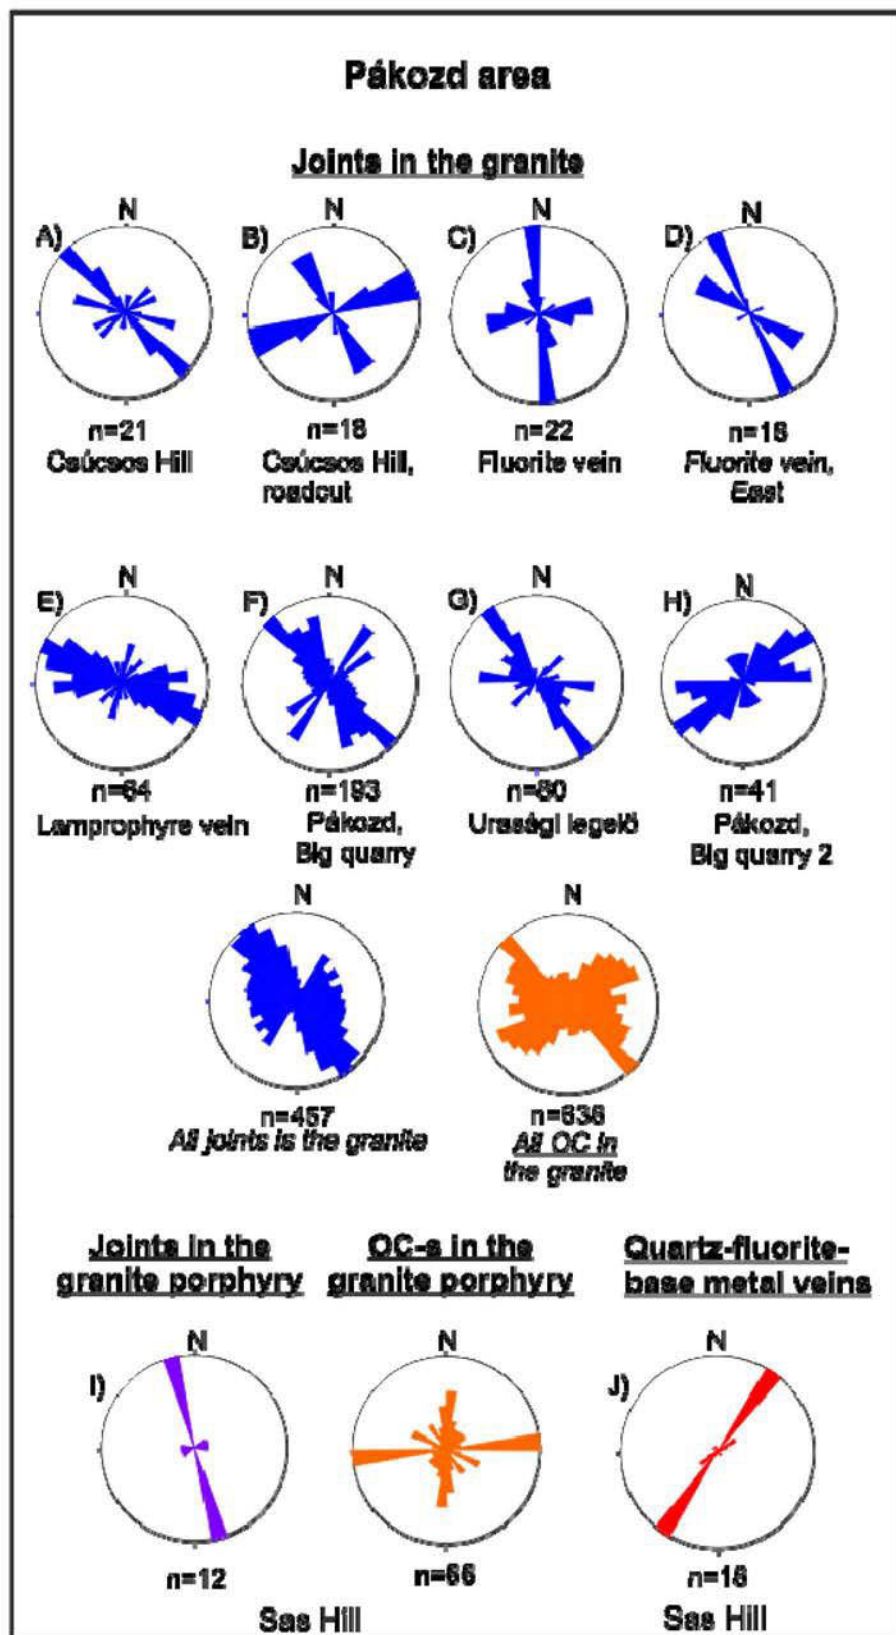 Pákozd area
Joints in the granite
N N N N
A) B) C) D)
n=21 n=18 n=22 n=18
Csúcsos Hill Csúcsos Hill, Fluorite vein Fluorite vein,
roadcut East
N N N N
E) F) G) H)
n=64 n=193 n=80 n=41
Lamprophyre vein Pákozd, Urasági legelő Pákozd,
Big quarry Big quarry 2
N N
n=457 n=636
All joints is the granite All OC in
the granite
Joints in the OC-s in the Quartz-fluorite-
granite porphyry granite porphyry base metal veins
N N N
I) J)
n=12 n=66 n=18
Sas Hill Sas Hill